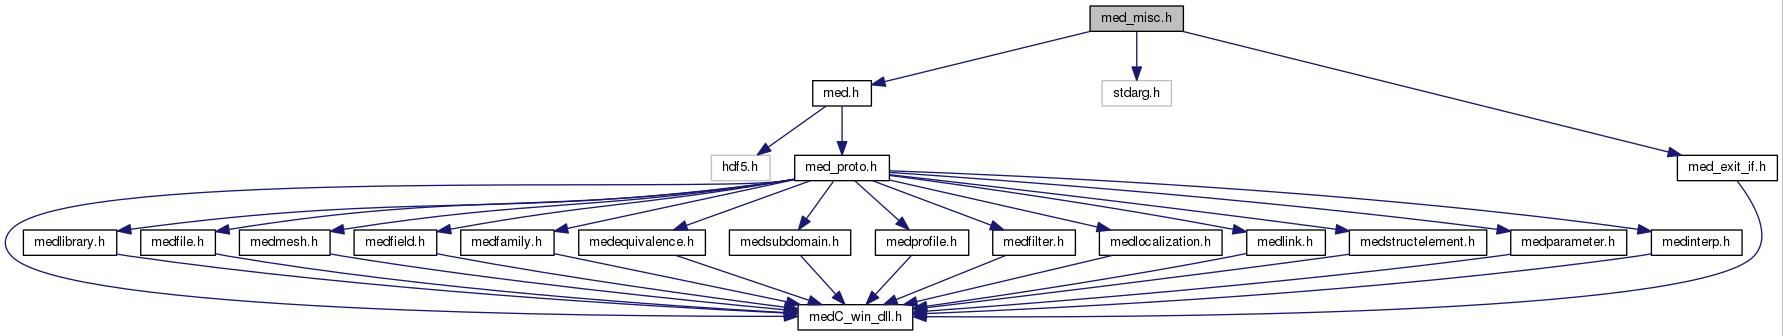 med_misc.h
med.h
stdarg.h
hdf5.h
med_proto.h
med_exit_if.h
medlibrary.h
medfile.h
medmesh.h
medfield.h
medfamily.h
medequivalence.h
medsubdomain.h
medprofile.h
medfilter.h
medlocalization.h
medlink.h
medstructelement.h
medparameter.h
medinterp.h
medC_win_dll.h